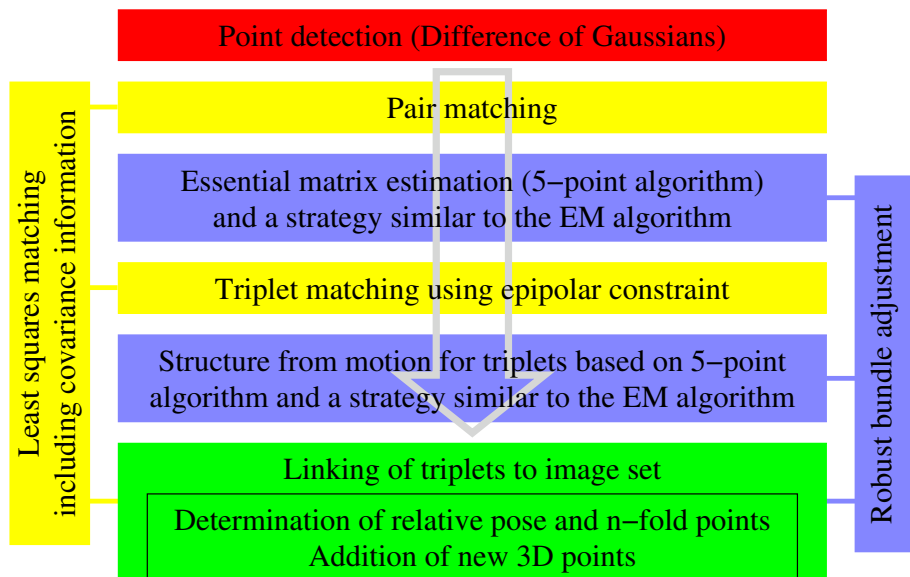 Point detection (Difference of Gaussians)
Pair matching
Essential matrix estimation (5−point algorithm)
and a strategy similar to the EM algorithm
Triplet matching using epipolar constraint
Structure from motion for triplets based on 5−point
algorithm and a strategy similar to the EM algorithm
Linking of triplets to image set
Determination of relative pose and n−fold points
Addition of new 3D points
Least squares matching
including covariance information
Robust bundle adjustment